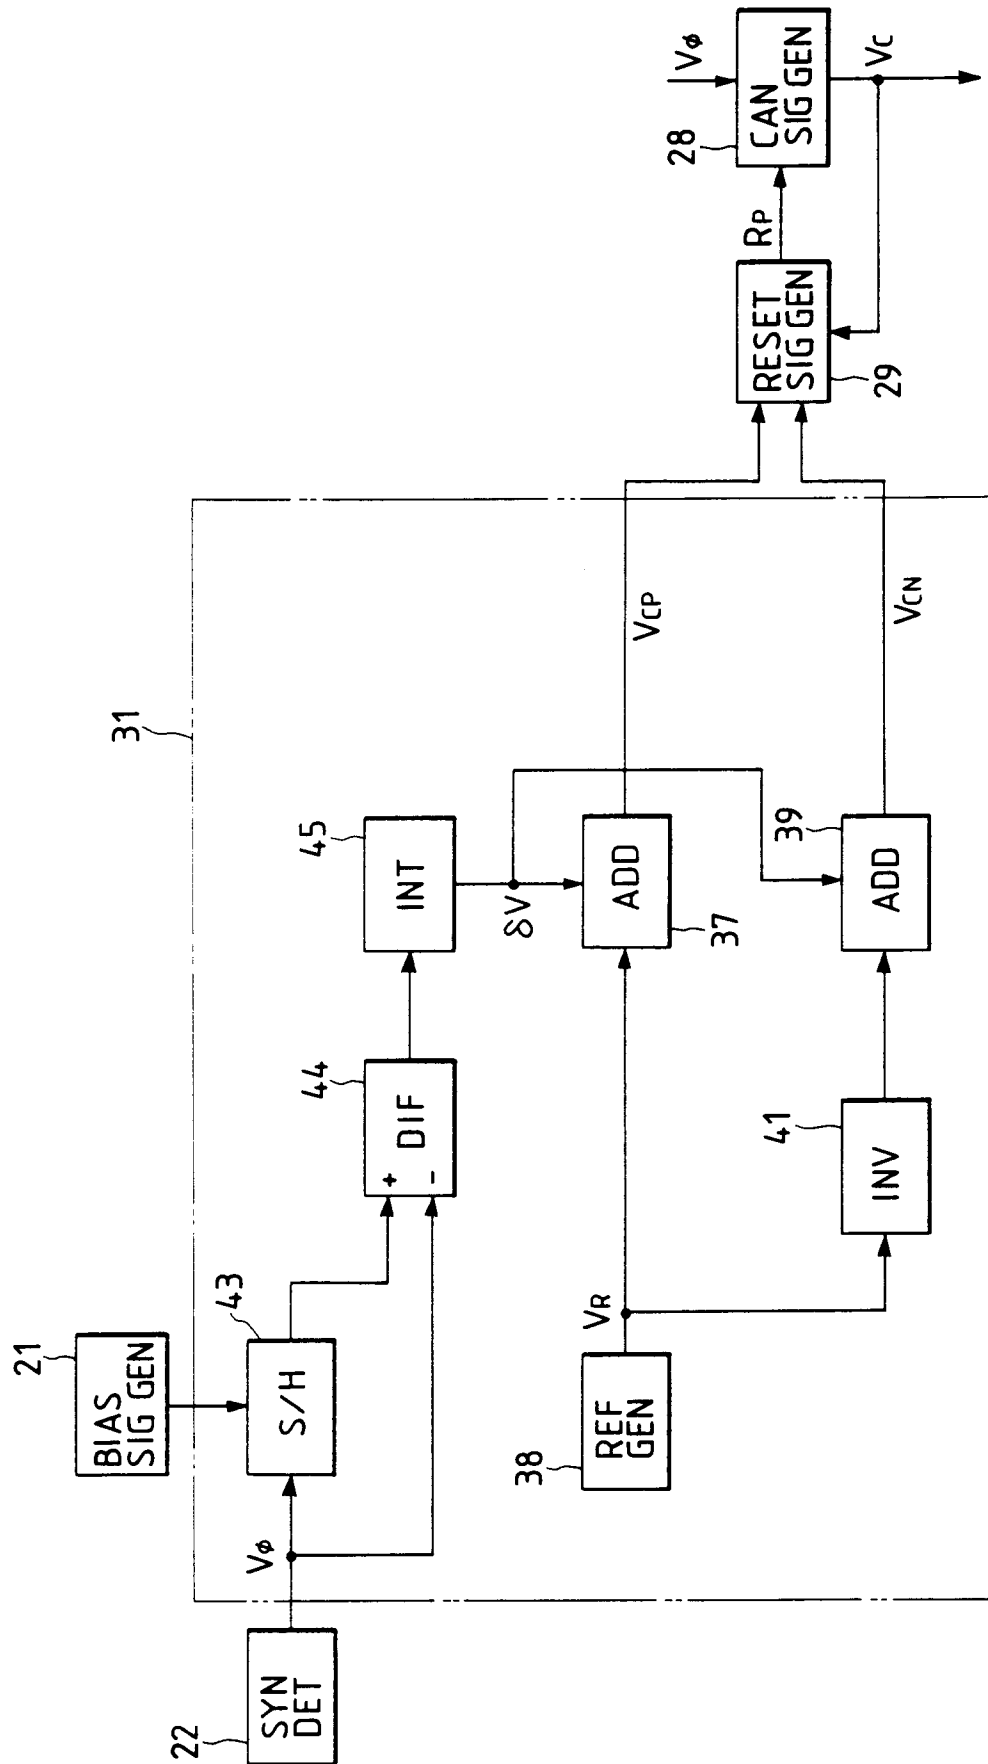 22
SYN
DET
Vφ
21
BIAS
SIG GEN
43
S/H
44
+
-
DIF
45
INT
31
δV
38
REF
GEN
VR
37
ADD
VCP
41
INV
39
ADD
VCN
RESET
SIG GEN
29
RP
28
CAN
SIG GEN
Vφ
VC